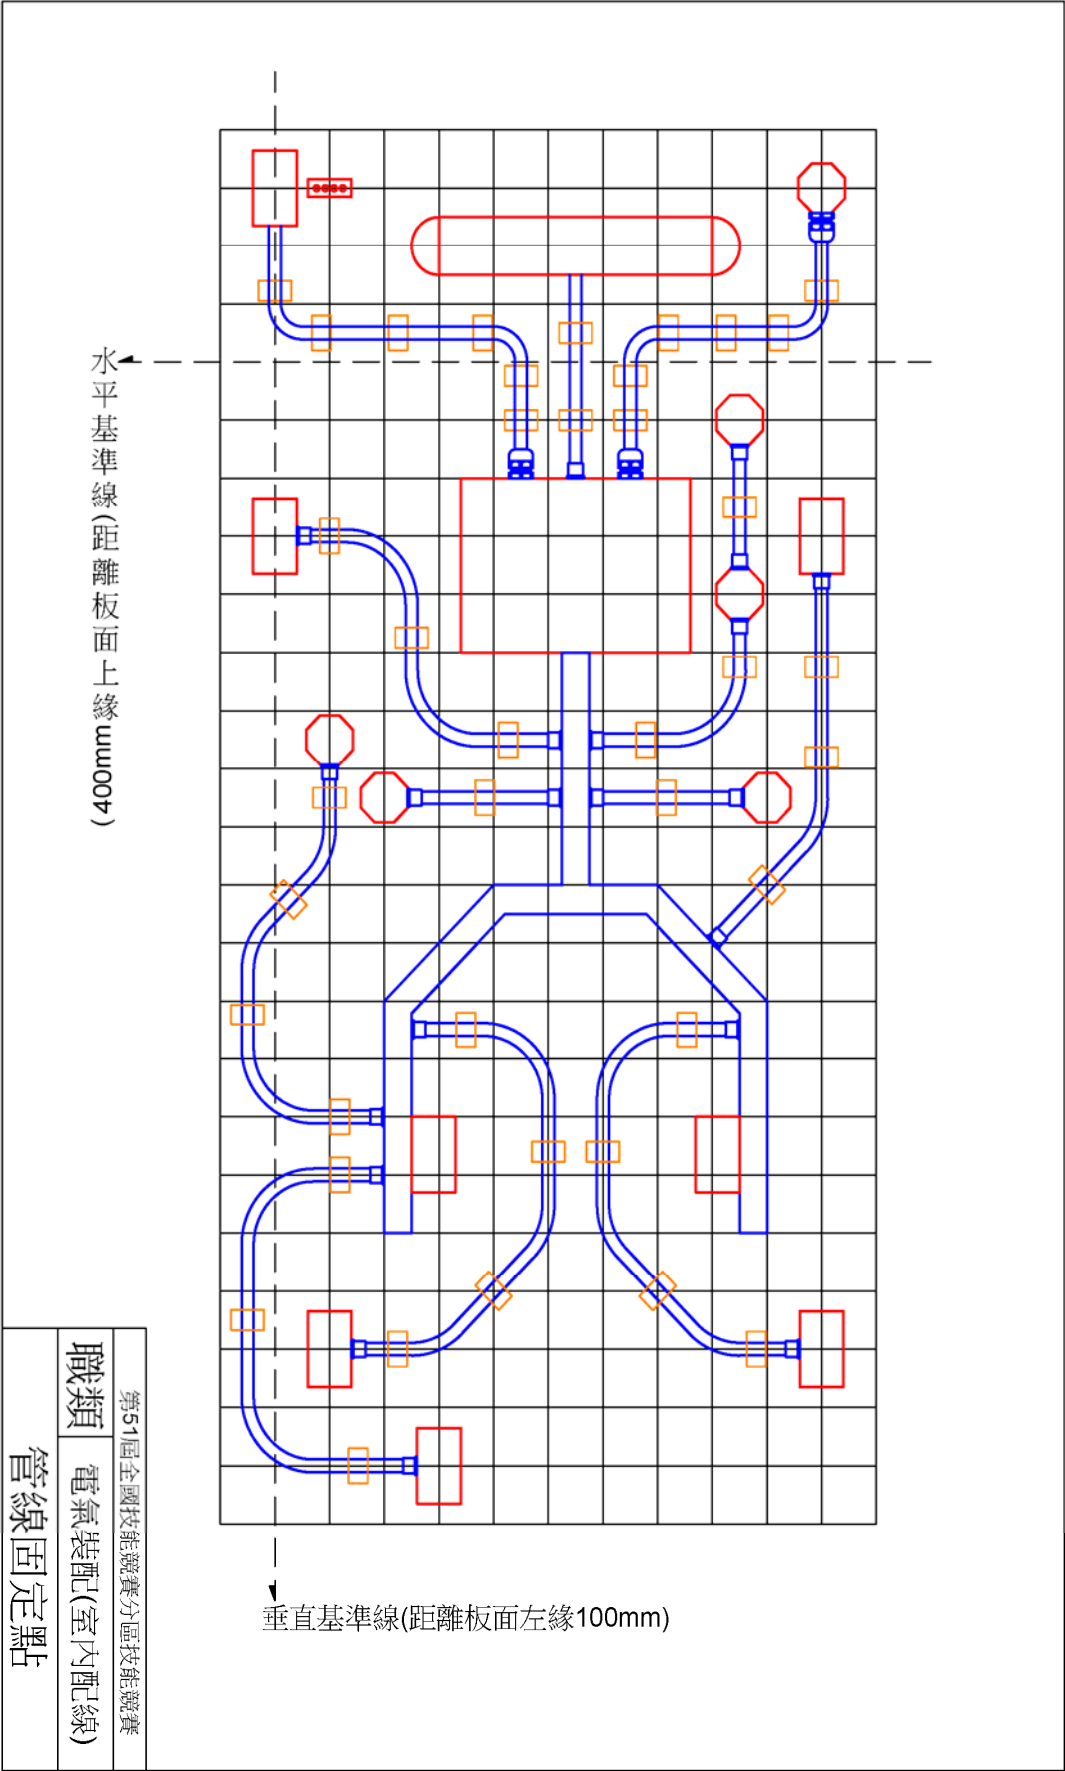 水平基準線(距離板面上緣400mm)
垂直基準線(距離板面左緣100mm)
第51屆全國技能競賽分區技能競賽
職類
電氣裝配(室內配線)
管線固定點